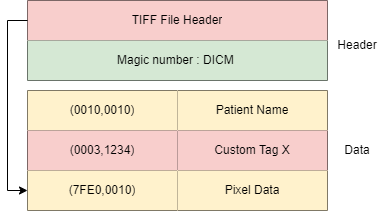 TIFF File Header
Magic number : DICM
Header
(0010,0010) Patient Name
(0003,1234) Custom Tag X
Data
(7FE0,0010) Pixel Data